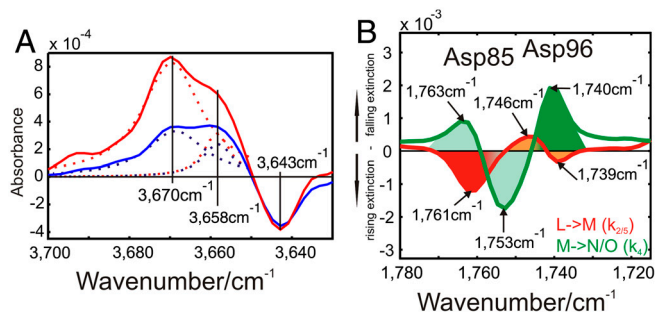 A
x 10⁻⁴
8
6
4
2
0
-2
-4
Absorbance
3,643cm⁻¹
3,670cm⁻¹
3,658cm⁻¹
3,700
3,680
3,660
3,640
Wavenumber/cm⁻¹
B
x 10⁻³
3
2
1
0
-1
-2
-3
rising extinction - falling extinction
Asp85
Asp96
1,763cm⁻¹
1,746cm⁻¹
1,740cm⁻¹
1,761cm⁻¹
1,753cm⁻¹
1,739cm⁻¹
L->M (k2/5)
M->N/O (k4)
1,780
1,760
1,740
1,720
Wavenumber/cm⁻¹